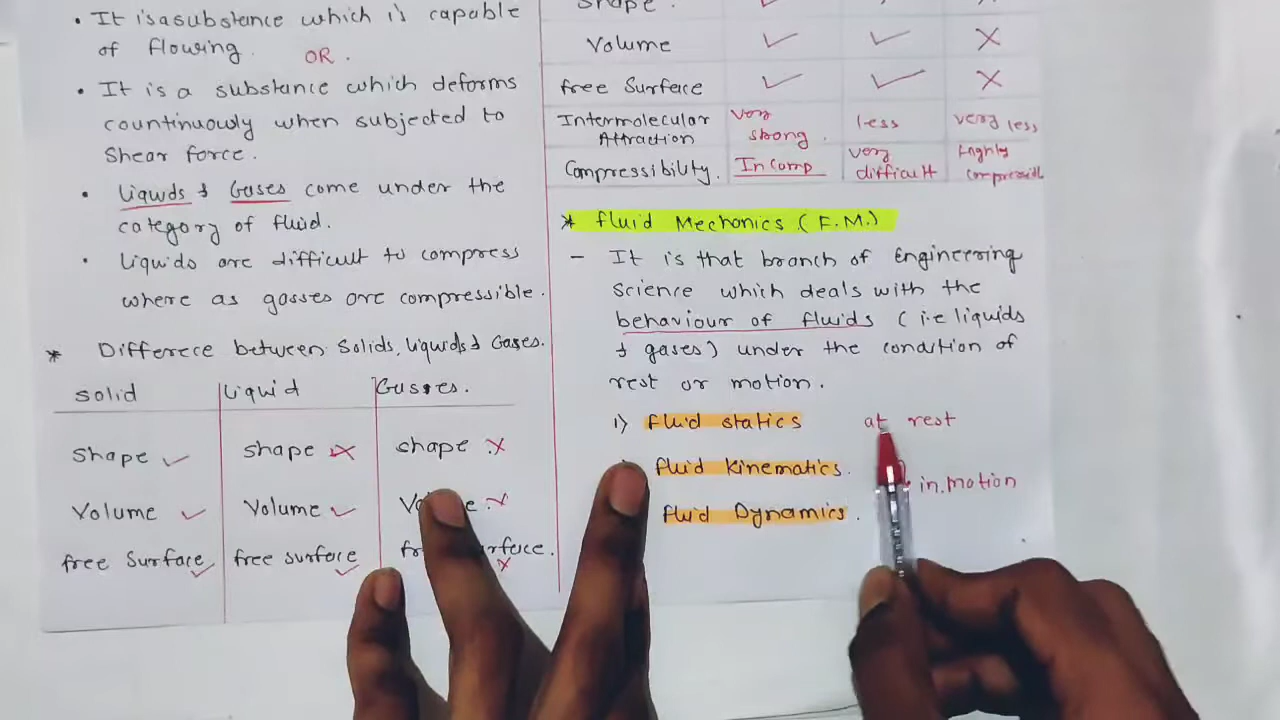 • It is a substance which is capable
of flowing. OR.
• It is a substance which deforms
countinuously when subjected to
Shear force.
• liquids & Gases come under the
category of fluid.
• liquids are difficult to compress
where as gasses are compressible.
* Differece between Solids, liquids & Gases.
Solid liquid Gasses.
Shape ✓ shape ✗ shape ✗
Volume ✓ Volume ✓ ✗
free Surface ✓ free surface ✓ ✗
Shape. ✓
Volume ✓ ✓ ✗
free Surface ✓ ✓ ✗
Intermolecular Attraction very strong. less very less
Compressibility. Incomp very difficult Highly
* Fluid Mechanics (F.M.)
- It is that branch of Engineering
science which deals with the
behaviour of fluids (i.e liquids
& gases) under the condition of
rest or motion.
1) fluid statics at rest
fluid kinematics.
in.motion
fluid Dynamics.